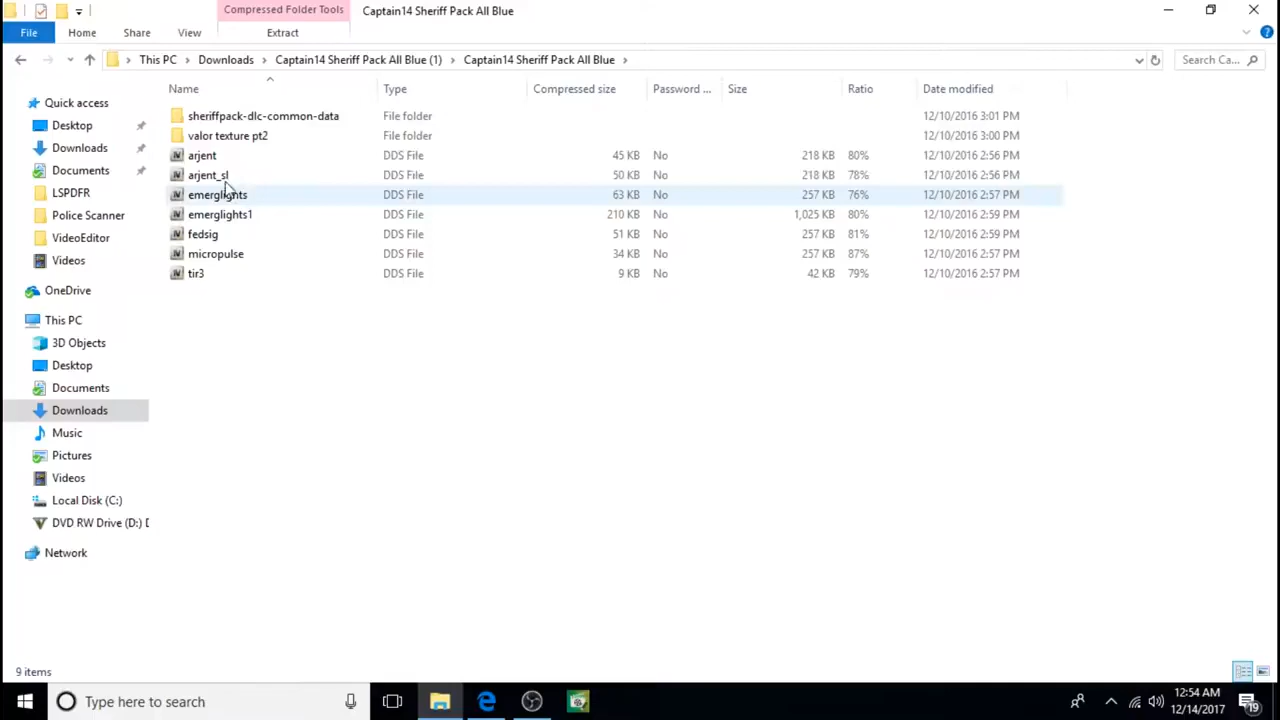 Compressed Folder Tools
Captain14 Sheriff Pack All Blue
File
Home
Share
View
Extract
This PC
Downloads
Captain14 Sheriff Pack All Blue (1)
Captain14 Sheriff Pack All Blue
Search Ca...
Name
Type
Compressed size
Password ...
Size
Ratio
Date modified
sheriffpack-dlc-common-data File folder 12/10/2016 3:01 PM
valor texture pt2 File folder 12/10/2016 3:00 PM
arjent DDS File 45 KB No 218 KB 80% 12/10/2016 2:56 PM
arjent_sl DDS File 50 KB No 218 KB 78% 12/10/2016 2:56 PM
emerglights DDS File 63 KB No 257 KB 76% 12/10/2016 2:57 PM
emerglights1 DDS File 210 KB No 1,025 KB 80% 12/10/2016 2:59 PM
fedsig DDS File 51 KB No 257 KB 81% 12/10/2016 2:59 PM
micropulse DDS File 34 KB No 257 KB 87% 12/10/2016 2:57 PM
tir3 DDS File 9 KB No 42 KB 79% 12/10/2016 2:57 PM
Quick access
Desktop
Downloads
Documents
LSPDFR
Police Scanner
VideoEditor
Videos
OneDrive
This PC
3D Objects
Desktop
Documents
Downloads
Music
Pictures
Videos
Local Disk (C:)
DVD RW Drive (D:) D
Network
9 items
Type here to search
12:54 AM
12/14/2017
19